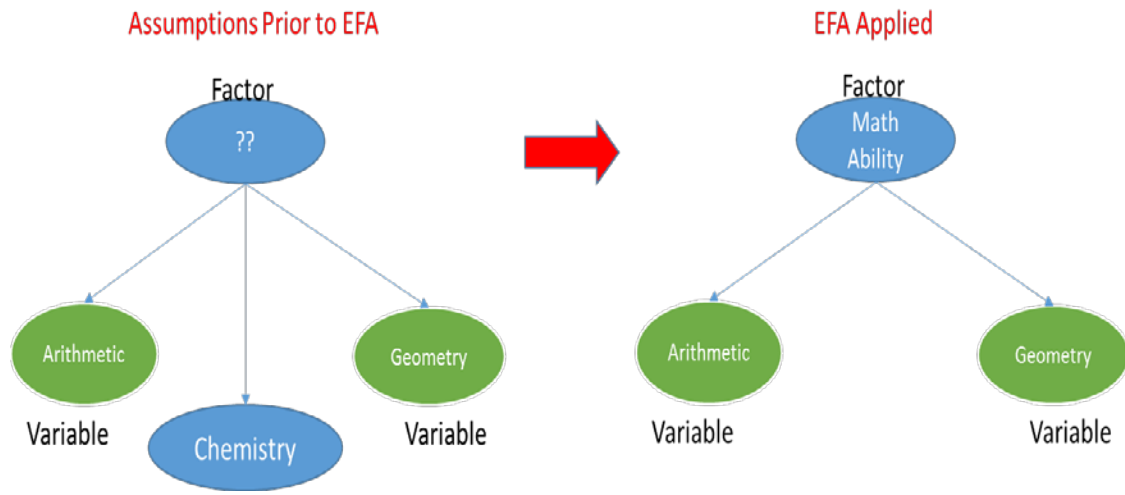 Assumptions Prior to EFA
Factor
??
Arithmetic
Geometry
Variable
Variable
Chemistry
EFA Applied
Factor
Math
Ability
Arithmetic
Geometry
Variable
Variable